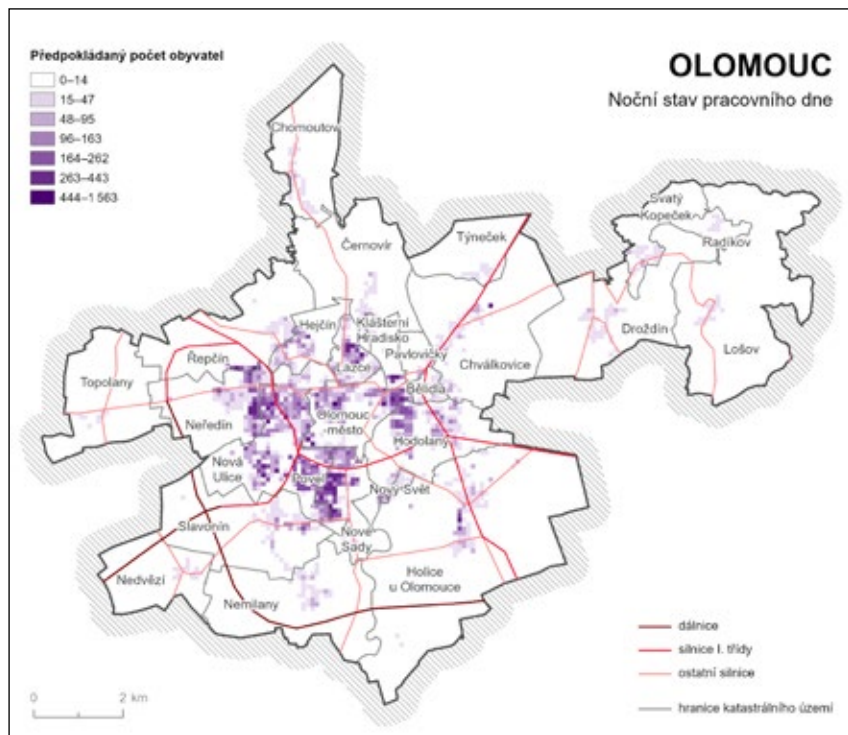 Předpokládaný počet obyvatel
0–14
15–47
48–95
96–163
164–262
263–443
444–1 563
OLOMOUC
Noční stav pracovního dne
Chomoutov
Svatý
Kopeček
Radíkov
Týneček
Černovír
Hejčín
Klášterní
Hradisko
Pavlovičky
Droždín
Lošov
Řepčín
Lazce
Chválkovice
Topolany
Bělidla
Neředín
Olomouc
-město
Hodolany
Nová
Ulice
Povel
Nový Svět
Slavonín
Nové
Sady
Nedvězí
Holice
u Olomouce
Nemilany
dálnice
silnice I. třídy
ostatní silnice
hranice katastrálního území
0 2 km